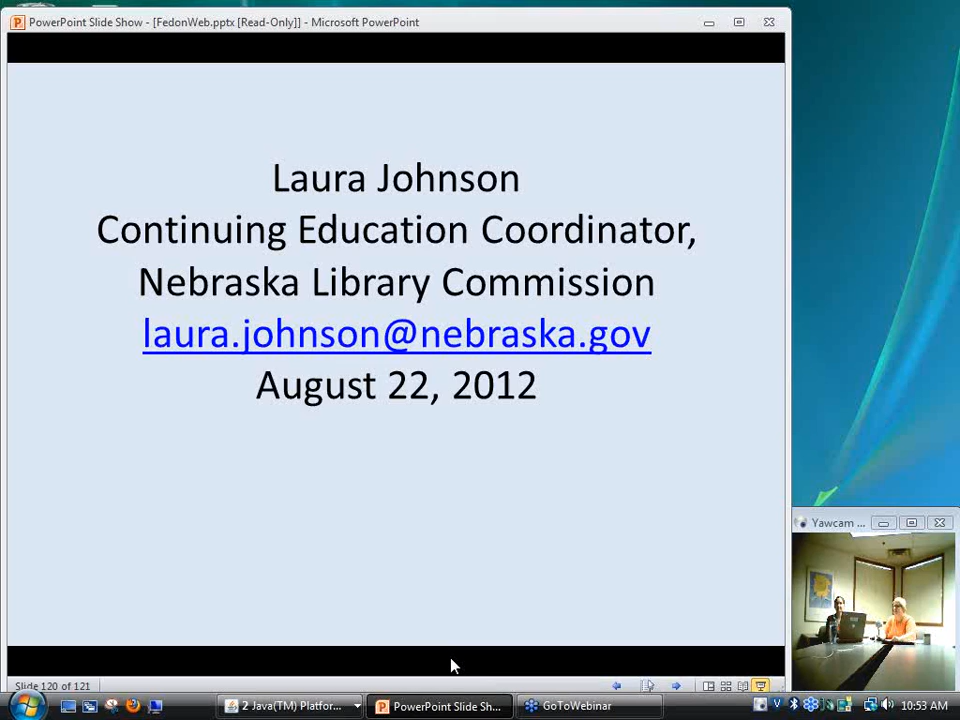 PowerPoint Slide Show - [FedonWeb.pptx [Read-Only]] - Microsoft PowerPoint
Laura Johnson
Continuing Education Coordinator,
Nebraska Library Commission
laura.johnson@nebraska.gov
August 22, 2012
Yawcam ...
Slide 120 of 121
2 Java(TM) Platfor...
PowerPoint Slide Sh...
GoToWebinar
10:53 AM